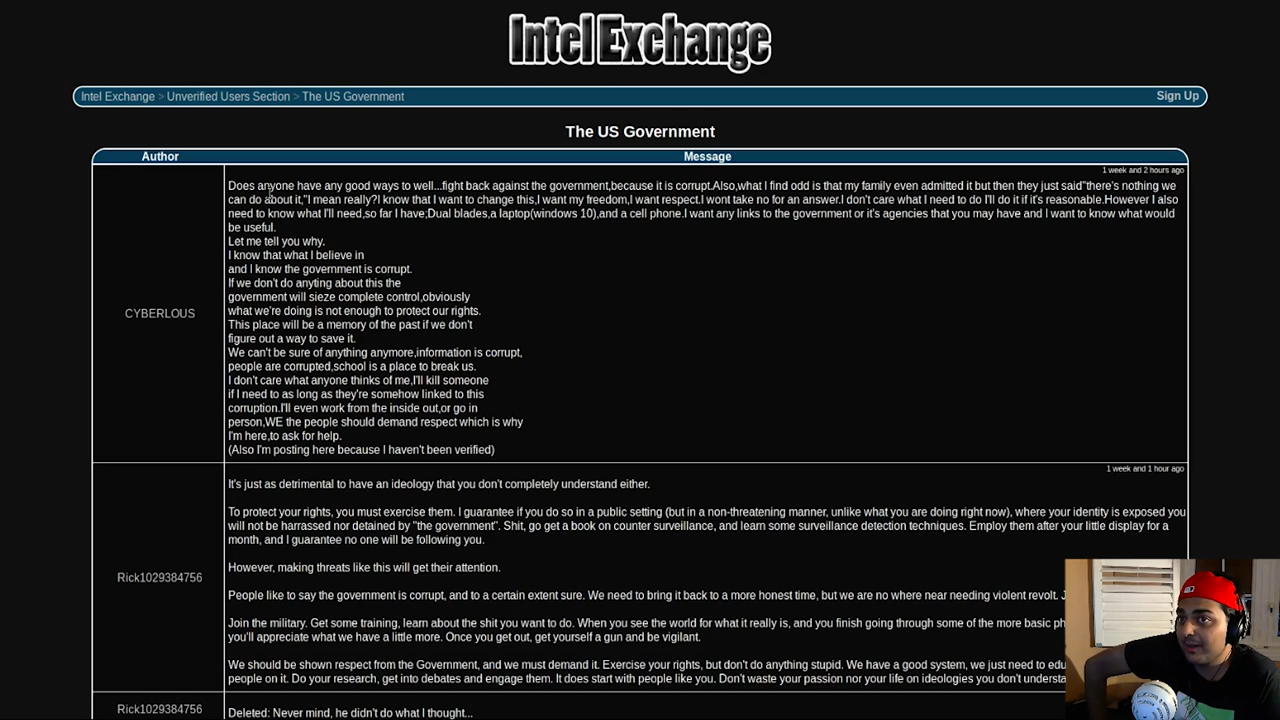 Intel Exchange
Intel Exchange > Unverified Users Section > The US Government
Sign Up
The US Government
Author
Message
1 week and 2 hours ago
CYBERLOUS
Does anyone have any good ways to well...fight back against the government,because it is corrupt.Also,what I find odd is that my family even admitted it but then they just said"there's nothing we
can do about it,"I mean really?I know that I want to change this,I want my freedom,I want respect.I wont take no for an answer.I don't care what I need to do I'll do it if it's reasonable.However I also
need to know what I'll need,so far I have;Dual blades,a laptop(windows 10),and a cell phone.I want any links to the government or it's agencies that you may have and I want to know what would
be useful.
Let me tell you why.
I know that what I believe in
and I know the government is corrupt.
If we don't do anyting about this the
government will sieze complete control,obviously
what we're doing is not enough to protect our rights.
This place will be a memory of the past if we don't
figure out a way to save it.
We can't be sure of anything anymore,information is corrupt,
people are corrupted,school is a place to break us.
I don't care what anyone thinks of me,I'll kill someone
if I need to as long as they're somehow linked to this
corruption.I'll even work from the inside out,or go in
person,WE the people should demand respect which is why
I'm here,to ask for help.
(Also I'm posting here because I haven't been verified)
1 week and 1 hour ago
Rick1029384756
It's just as detrimental to have an ideology that you don't completely understand either.
To protect your rights, you must exercise them. I guarantee if you do so in a public setting (but in a non-threatening manner, unlike what you are doing right now), where your identity is exposed you
will not be harrassed nor detained by "the government". Shit, go get a book on counter surveillance, and learn some surveillance detection techniques. Employ them after your little display for a
month, and I guarantee no one will be following you.
However, making threats like this will get their attention.
People like to say the government is corrupt, and to a certain extent sure. We need to bring it back to a more honest time, but we are no where near needing violent revolt.
Join the military. Get some training, learn about the shit you want to do. When you see the world for what it really is, and you finish going through some of the more basic
you'll appreciate what we have a little more. Once you get out, get yourself a gun and be vigilant.
We should be shown respect from the Government, and we must demand it. Exercise your rights, but don't do anything stupid. We have a good system, we just need to
people on it. Do your research, get into debates and engage them. It does start with people like you. Don't waste your passion nor your life on ideologies you don't
Rick1029384756
Deleted: Never mind, he didn't do what I thought...